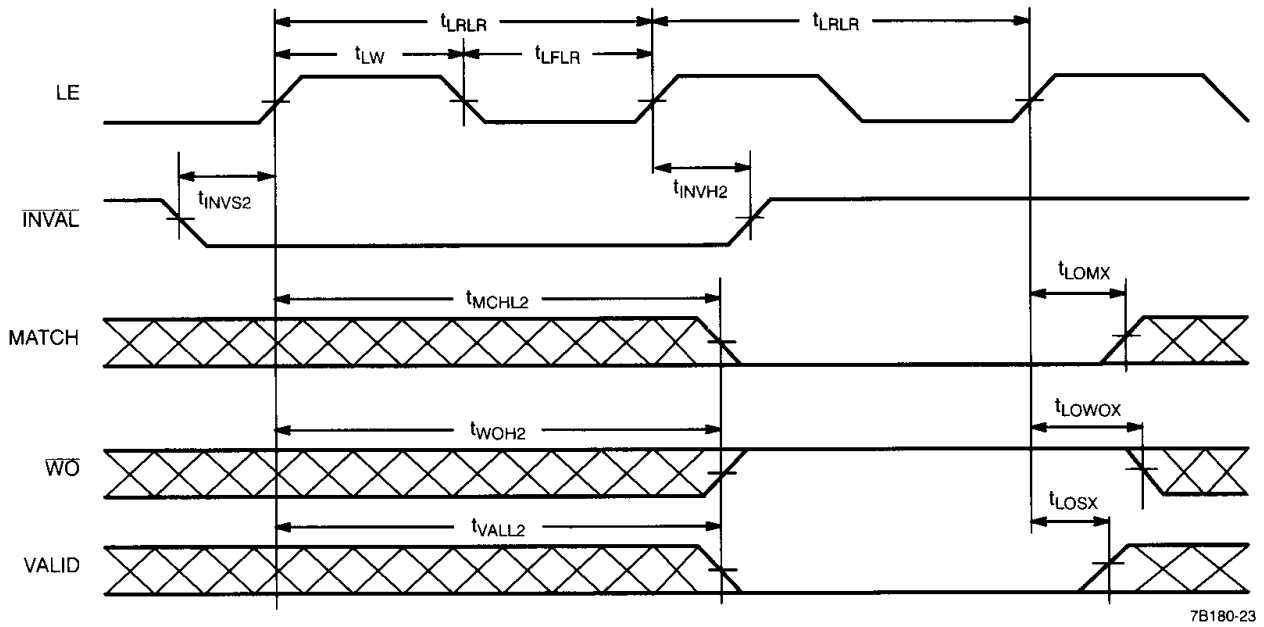 tLRLR tLRLR
tLW tLFLR
LE
tINVS2 tINVH2
INVAL
tMCHL2 tLOMX
MATCH
tWOH2 tLOWOX
WO
tVALL2 tLOSX
VALID
7B180-23